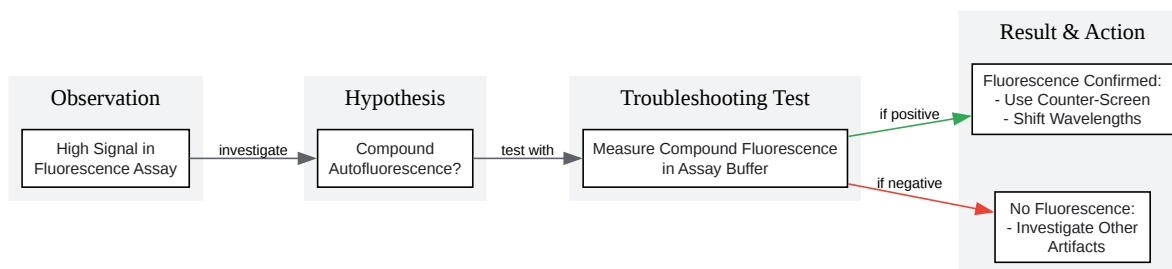 Observation
High Signal in
Fluorescence Assay
investigate
Hypothesis
Compound
Autofluorescence?
test with
Troubleshooting Test
Measure Compound Fluorescence
in Assay Buffer
if positive
if negative
Result & Action
Fluorescence Confirmed:
- Use Counter-Screen
- Shift Wavelengths
No Fluorescence:
- Investigate Other
Artifacts